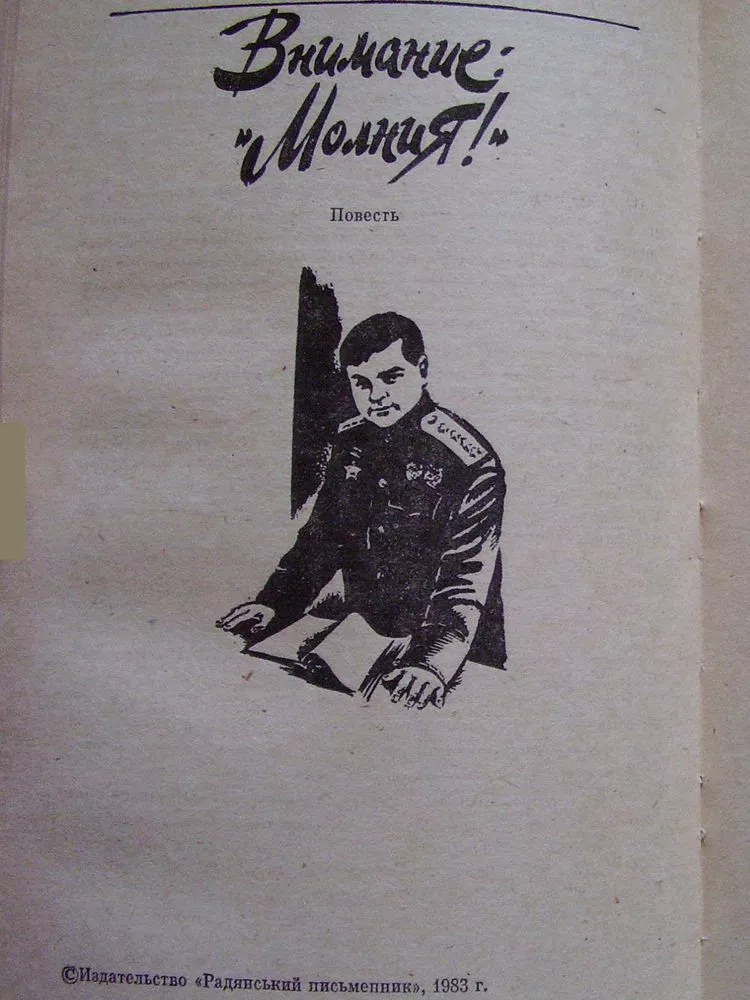 Внимание:
"Молния!"
Повесть
©Издательство «Радянський письменник», 1983 г.